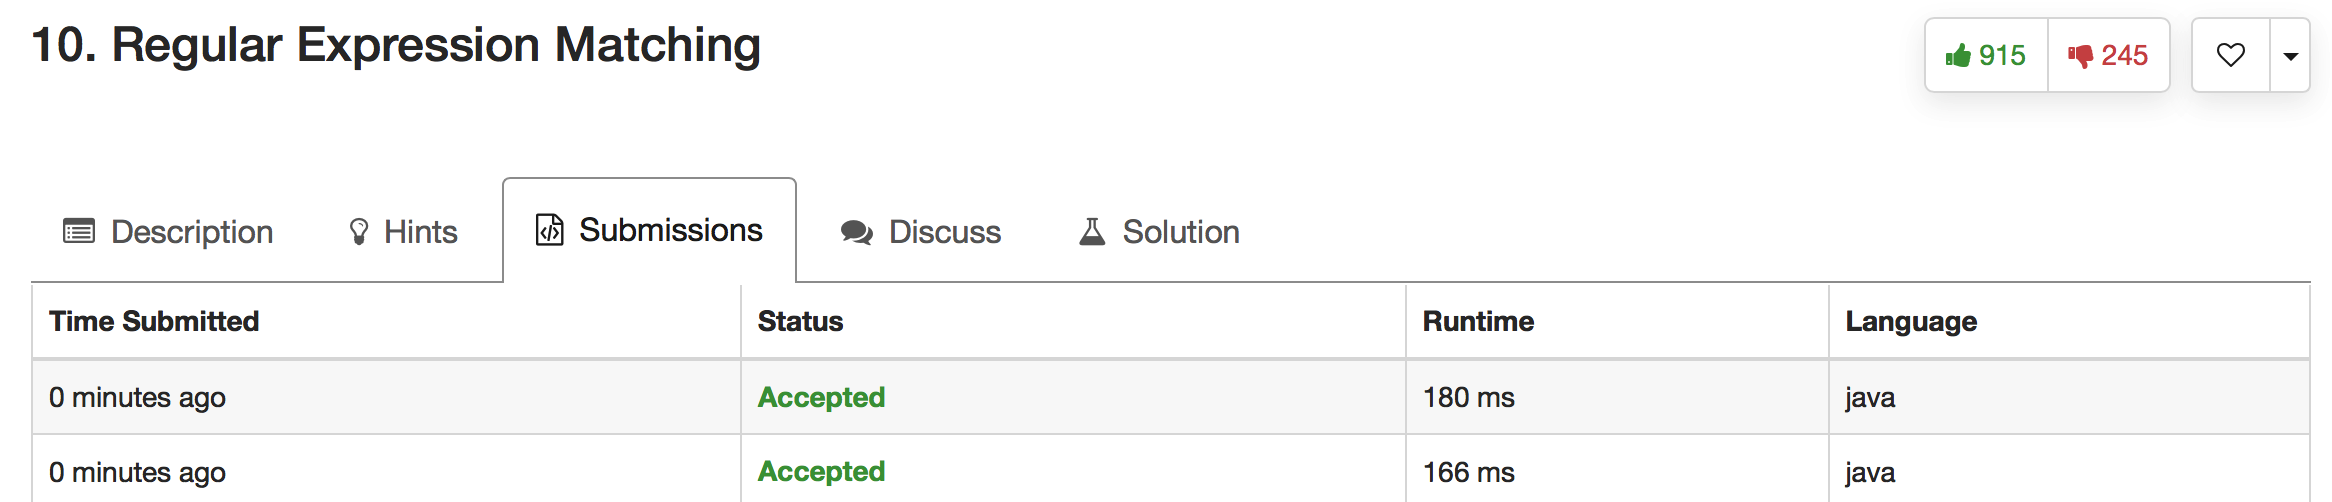 10. Regular Expression Matching
915 245
Description Hints Submissions Discuss Solution
Time Submitted Status Runtime Language
0 minutes ago Accepted 180 ms java
0 minutes ago Accepted 166 ms java